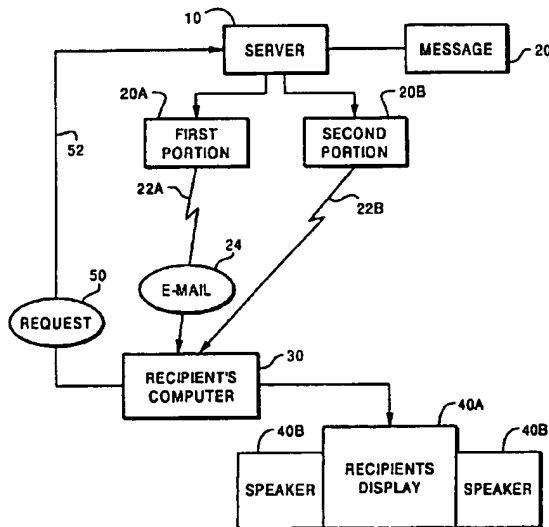 10
SERVER
MESSAGE
20
20A
20B
FIRST
PORTION
SECOND
PORTION
52
22A
22B
24
E-MAIL
50
REQUEST
30
RECIPIENT'S
COMPUTER
40A
40B
40B
SPEAKER
RECIPIENTS
DISPLAY
SPEAKER